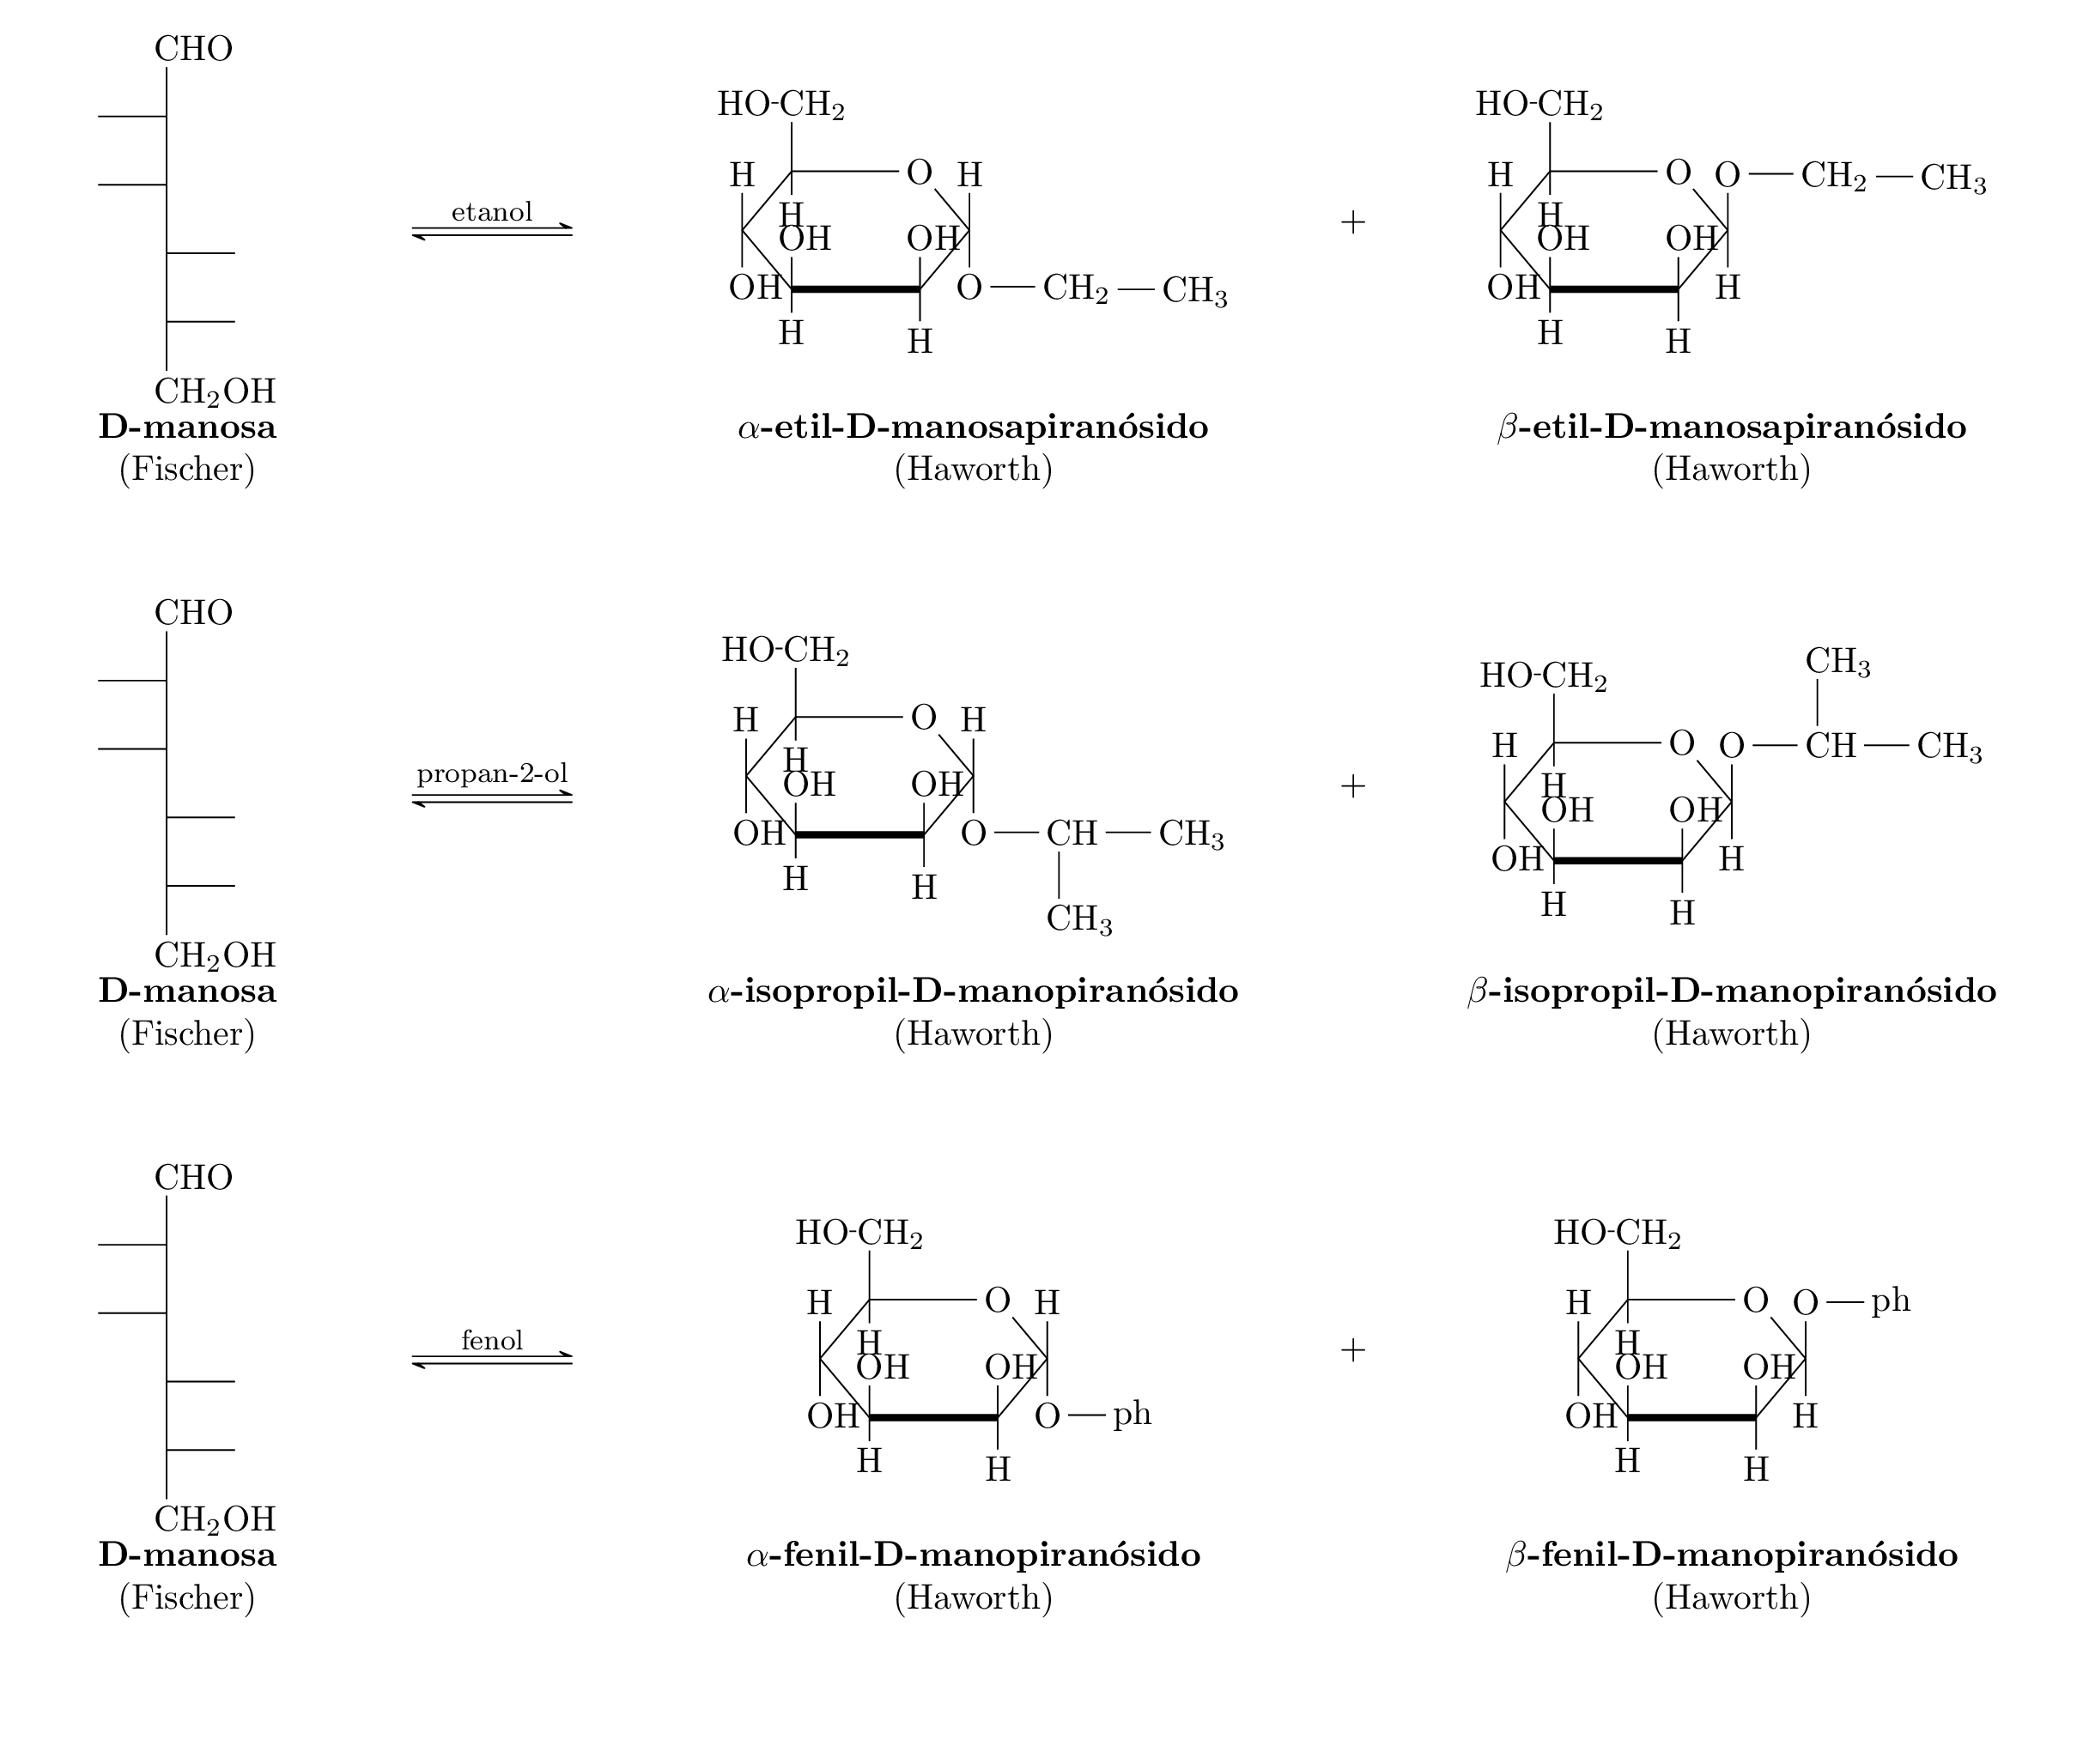 CHO
HO-CH₂
HO-CH₂
H
O
H
H
O
O
CH₂
CH₃
etanol
H
H
OH
OH
+
OH
OH
OH
O
CH₂
CH₃
OH
H
H
H
H
H
CH₂OH
D-manosa
α-etil-D-manosapiranósido
β-etil-D-manosapiranósido
(Fischer)
(Haworth)
(Haworth)
CHO
HO-CH₂
CH₃
HO-CH₂
H
O
H
H
O
O
CH
CH₃
propan-2-ol
H
H
OH
OH
+
OH
OH
OH
O
CH
CH₃
OH
H
H
H
H
H
CH₃
CH₂OH
D-manosa
α-isopropil-D-manopiranósido
β-isopropil-D-manopiranósido
(Fischer)
(Haworth)
(Haworth)
CHO
HO-CH₂
HO-CH₂
H
O
H
H
O
O
ph
fenol
H
H
OH
OH
+
OH
OH
OH
O
ph
OH
H
H
H
H
H
CH₂OH
D-manosa
α-fenil-D-manopiranósido
β-fenil-D-manopiranósido
(Fischer)
(Haworth)
(Haworth)